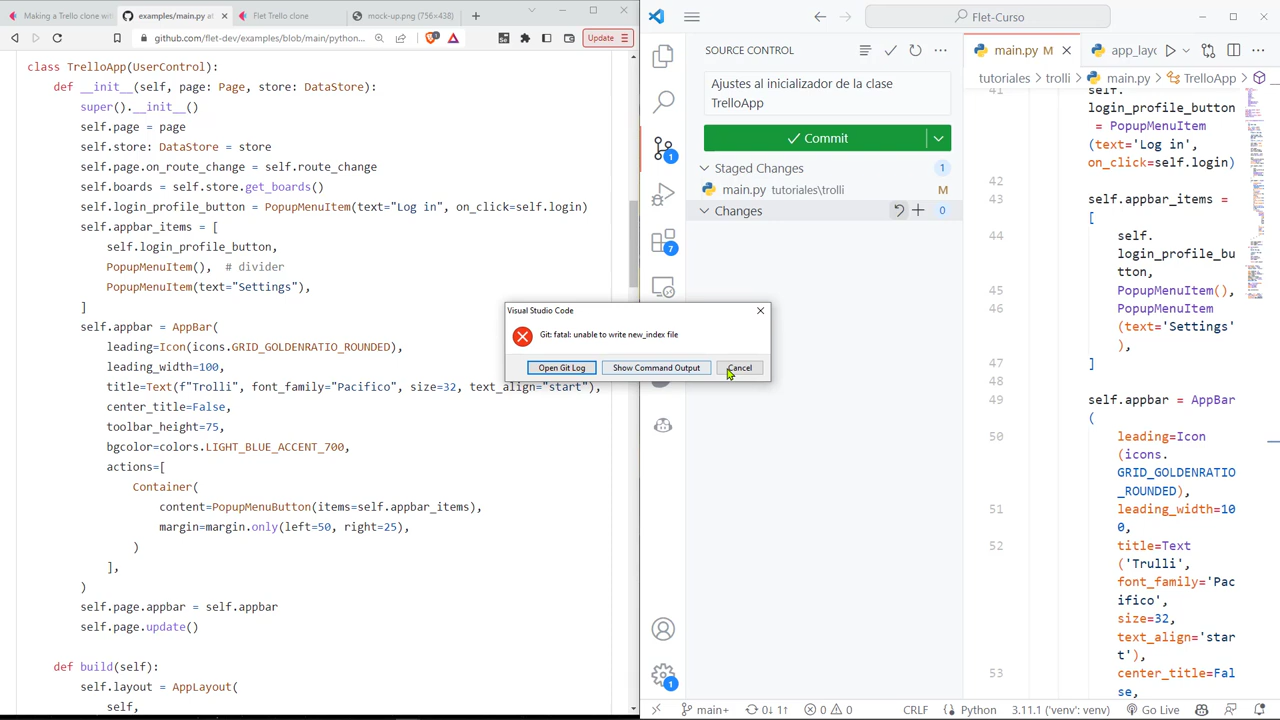 Making a Trello clone with
examples/main.py at
Flet Trello clone
mock-up.png (756×438)
github.com/flet-dev/examples/blob/main/python...
Update
class TrelloApp(UserControl):
def __init__(self, page: Page, store: DataStore):
super().__init__()
self.page = page
self.store: DataStore = store
self.page.on_route_change = self.route_change
self.boards = self.store.get_boards()
self.login_profile_button = PopupMenuItem(text="Log in", on_click=self.login)
self.appbar_items = [
self.login_profile_button,
PopupMenuItem(), # divider
PopupMenuItem(text="Settings"),
]
self.appbar = AppBar(
leading=Icon(icons.GRID_GOLDENRATIO_ROUNDED),
leading_width=100,
title=Text(f"Trolli", font_family="Pacifico", size=32, text_align="start"),
center_title=False,
toolbar_height=75,
bgcolor=colors.LIGHT_BLUE_ACCENT_700,
actions=[
Container(
content=PopupMenuButton(items=self.appbar_items),
margin=margin.only(left=50, right=25),
)
],
)
self.page.appbar = self.appbar
self.page.update()
def build(self):
self.layout = AppLayout(
self,
Flet-Curso
SOURCE CONTROL
Ajustes al inicializador de la clase
TrelloApp
Commit
Staged Changes 1
main.py tutoriales\trolli M
Changes 0
1
7
1
Visual Studio Code
Git: fatal: unable to write new_index file
Open Git Log Show Command Output Cancel
main.py M
app_layo
tutoriales trolli main.py TrelloApp
41
self.
login_profile_button
= PopupMenuItem
(text='Log in',
on_click=self.login)
42
43 self.appbar_items =
[
44 self.
login_profile_bu
tton,
45 PopupMenuItem(),
46 PopupMenuItem
(text='Settings'
),
47 ]
48
49 self.appbar = AppBar
(
50 leading=Icon
(icons.
GRID_GOLDENRATIO
_ROUNDED),
51 leading_width=10
0,
52 title=Text
('Trulli',
font_family='Pac
ifico',
size=32,
text_align='star
t'),
53 center_title=Fal
se,
main+ 0↓ 1↑ 0 0 CRLF Python 3.11.1 ('venv': venv) Go Live